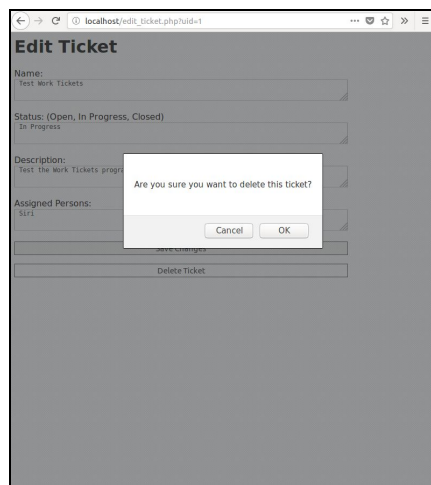 localhost/edit_ticket.php?uid=1
Edit Ticket
Name:
Test Work Tickets
Status: (Open, In Progress, Closed)
In Progress
Description:
Test the Work Tickets
Are you sure you want to delete this ticket?
Assigned Persons:
Siri
Cancel
OK
Save Changes
Delete Ticket